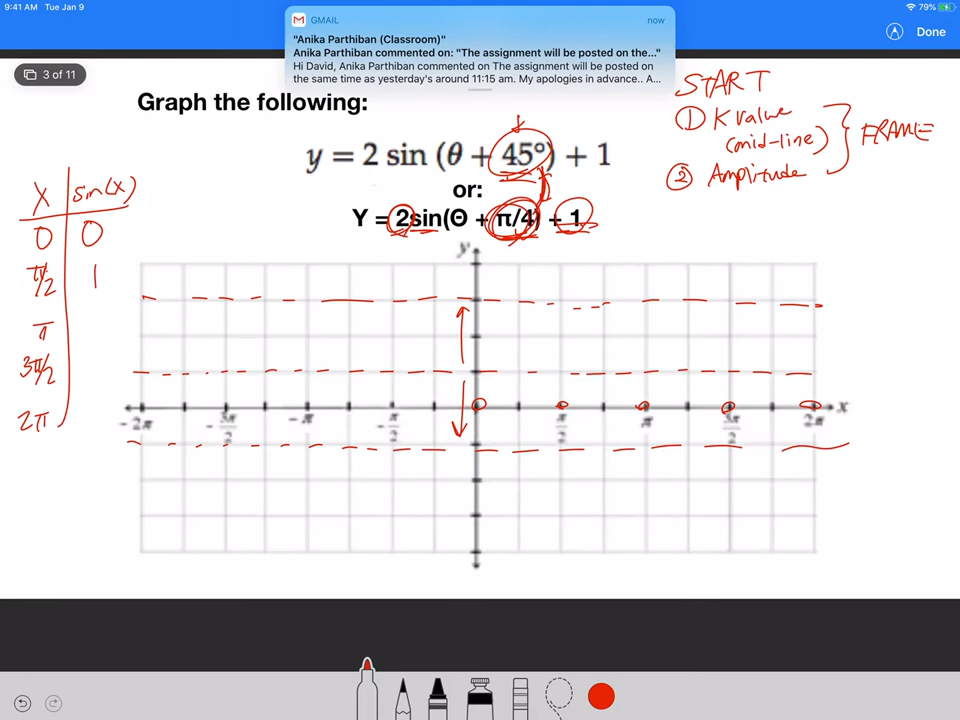 9:41 AM Tue Jan 9
79%
GMAIL
now
"Anika Parthiban (Classroom)"
Anika Parthiban commented on: "The assignment will be posted on the..."
Hi David, Anika Parthiban commented on The assignment will be posted on
the same time as yesterday's around 11:15 am. My apologies in advance.. A...
Done
3 of 11
Graph the following:
y = 2 sin (θ + 45°) + 1
or:
Y = 2sin(Θ + π/4) + 1
START
① K value
(mid-line)
② Amplitude
FRAME
X sin(x)
0 0
π/2 1
π
3π/2
2π
y
-2π -3π/2 -π -π/2 π/2 π 3π/2 2π x